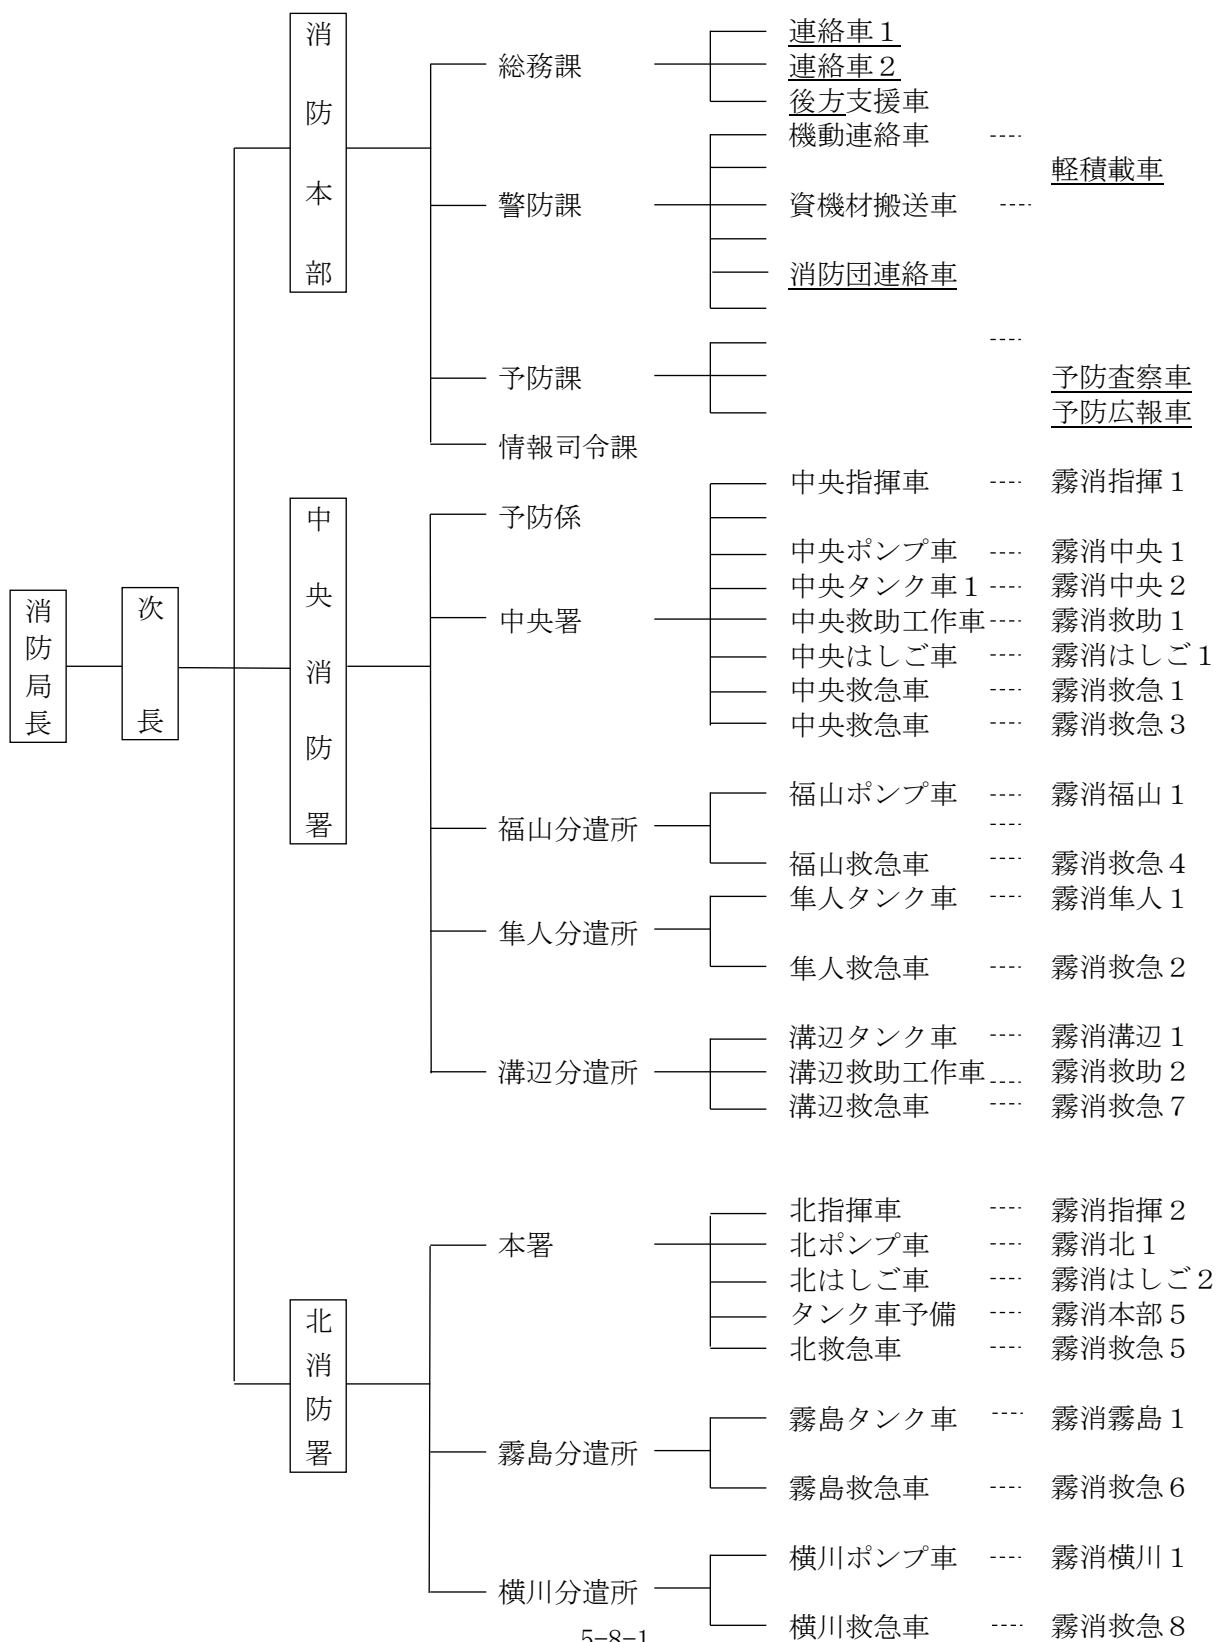 消防局長
次長
消防本部
総務課
連絡車１
連絡車２
後方支援車
警防課
機動連絡車 ----
軽積載車
資機材搬送車 ----
消防団連絡車
予防課
----
予防査察車
予防広報車
情報司令課
中央消防署
予防係
中央署
中央指揮車 ---- 霧消指揮１
中央ポンプ車 ---- 霧消中央１
中央タンク車１ ---- 霧消中央２
中央救助工作車 ---- 霧消救助１
中央はしご車 ---- 霧消はしご１
中央救急車 ---- 霧消救急１
中央救急車 ---- 霧消救急３
福山分遣所
福山ポンプ車 ---- 霧消福山１
----
福山救急車 ---- 霧消救急４
隼人分遣所
隼人タンク車 ---- 霧消隼人１
隼人救急車 ---- 霧消救急２
溝辺分遣所
溝辺タンク車 ---- 霧消溝辺１
溝辺救助工作車 ---- 霧消救助２
溝辺救急車 ---- 霧消救急７
北消防署
本署
北指揮車 ---- 霧消指揮２
北ポンプ車 ---- 霧消北１
北はしご車 ---- 霧消はしご２
タンク車予備 ---- 霧消本部５
北救急車 ---- 霧消救急５
霧島分遣所
霧島タンク車 ---- 霧消霧島１
霧島救急車 ---- 霧消救急６
横川分遣所
横川ポンプ車 ---- 霧消横川１
横川救急車 ---- 霧消救急８
5-8-1